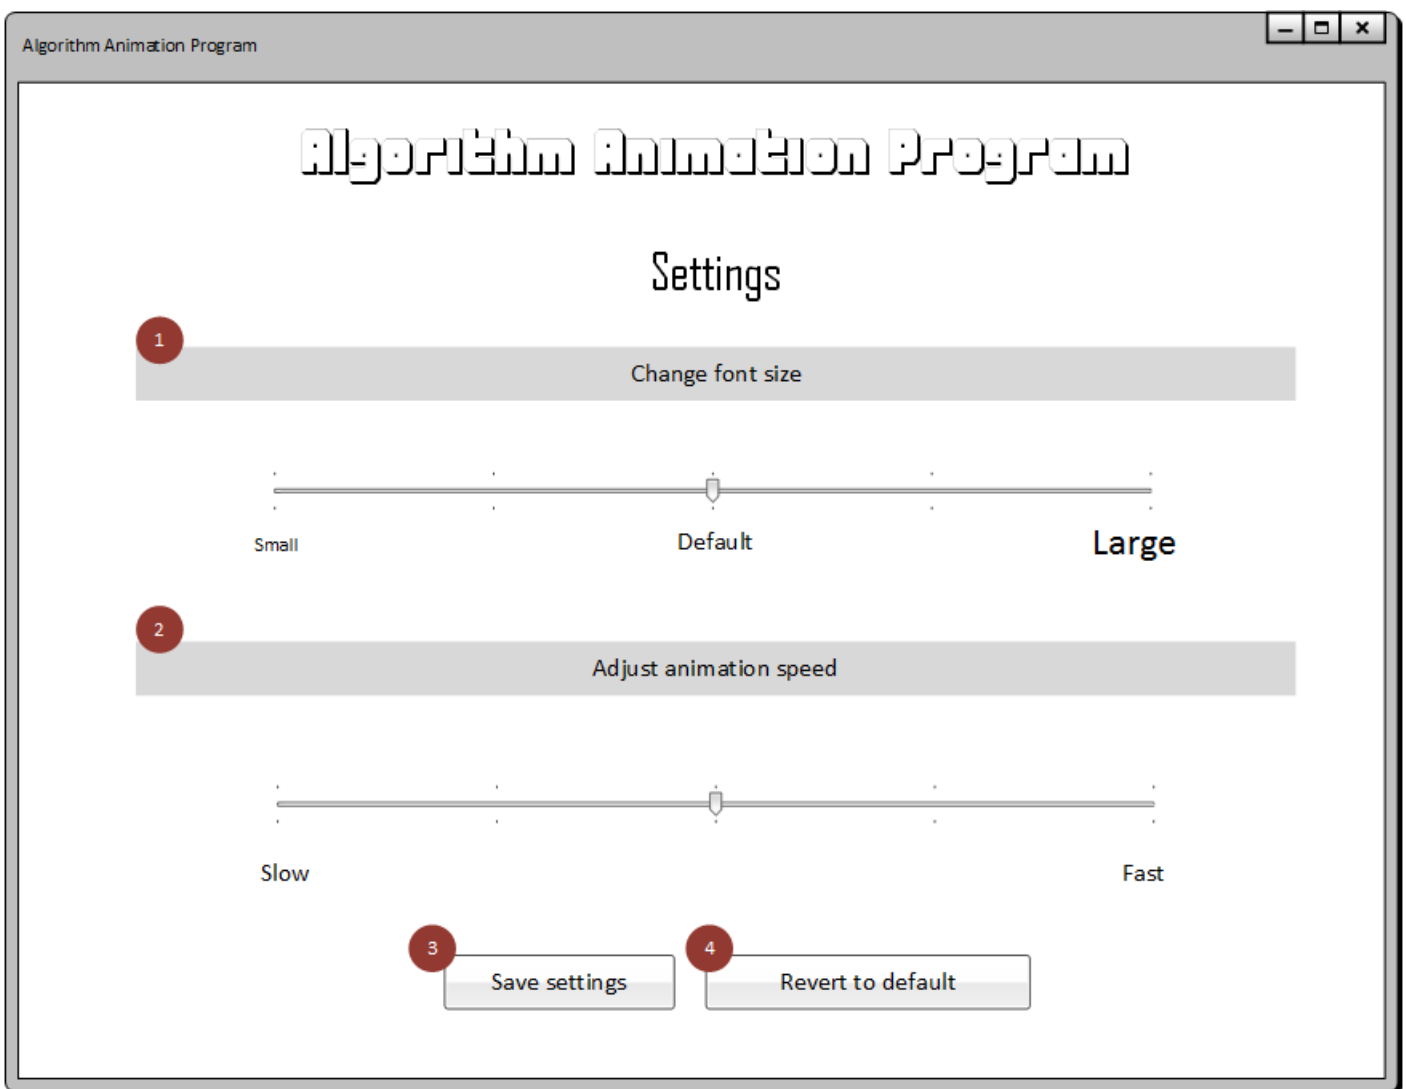 Algorithm Animation Program
Algorithm Animation Program
Settings
1
Change font size
Small Default Large
2
Adjust animation speed
Slow Fast
3 4
Save settings Revert to default